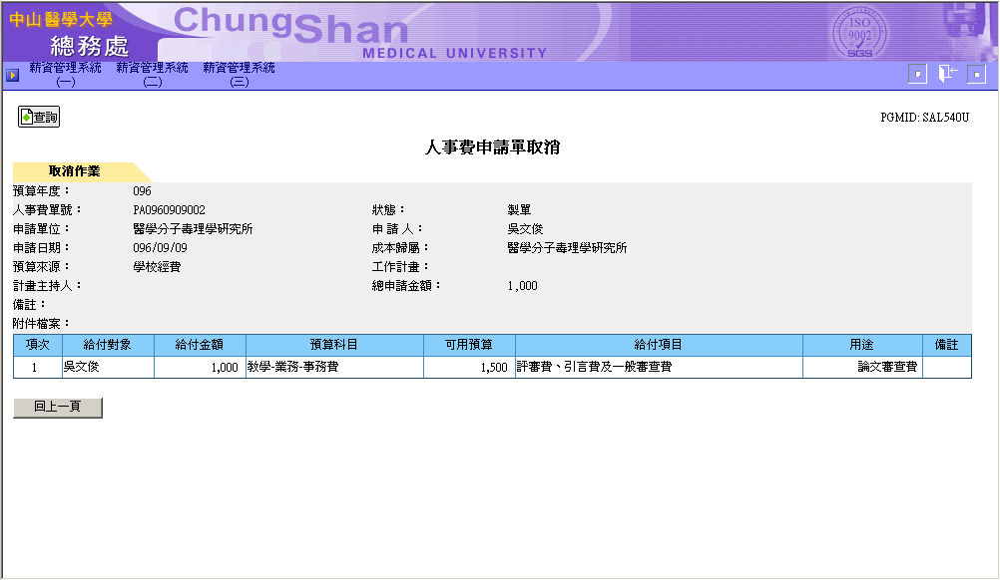 中山醫學大學
總務處
ChungShan
MEDICAL UNIVERSITY
ISO
9002
SGS
薪資管理系統(一) 薪資管理系統(二) 薪資管理系統(三)
查詢
PGMID: SAL540U
人事費申請單取消
取消作業
預算年度： 096
人事費單號： PA0960909002 狀態： 製單
申請單位： 醫學分子毒理學研究所 申 請 人： 吳文俊
申請日期： 096/09/09 成本歸屬： 醫學分子毒理學研究所
預算來源： 學校經費 工作計畫：
計畫主持人： 總申請金額： 1,000
備註：
附件檔案：
項次 給付對象 給付金額 預算科目 可用預算 給付項目 用途 備註
1 吳文俊 1,000 教學-業務-事務費 1,500 評審費、引言費及一般審查費 論文審查費
回上一頁